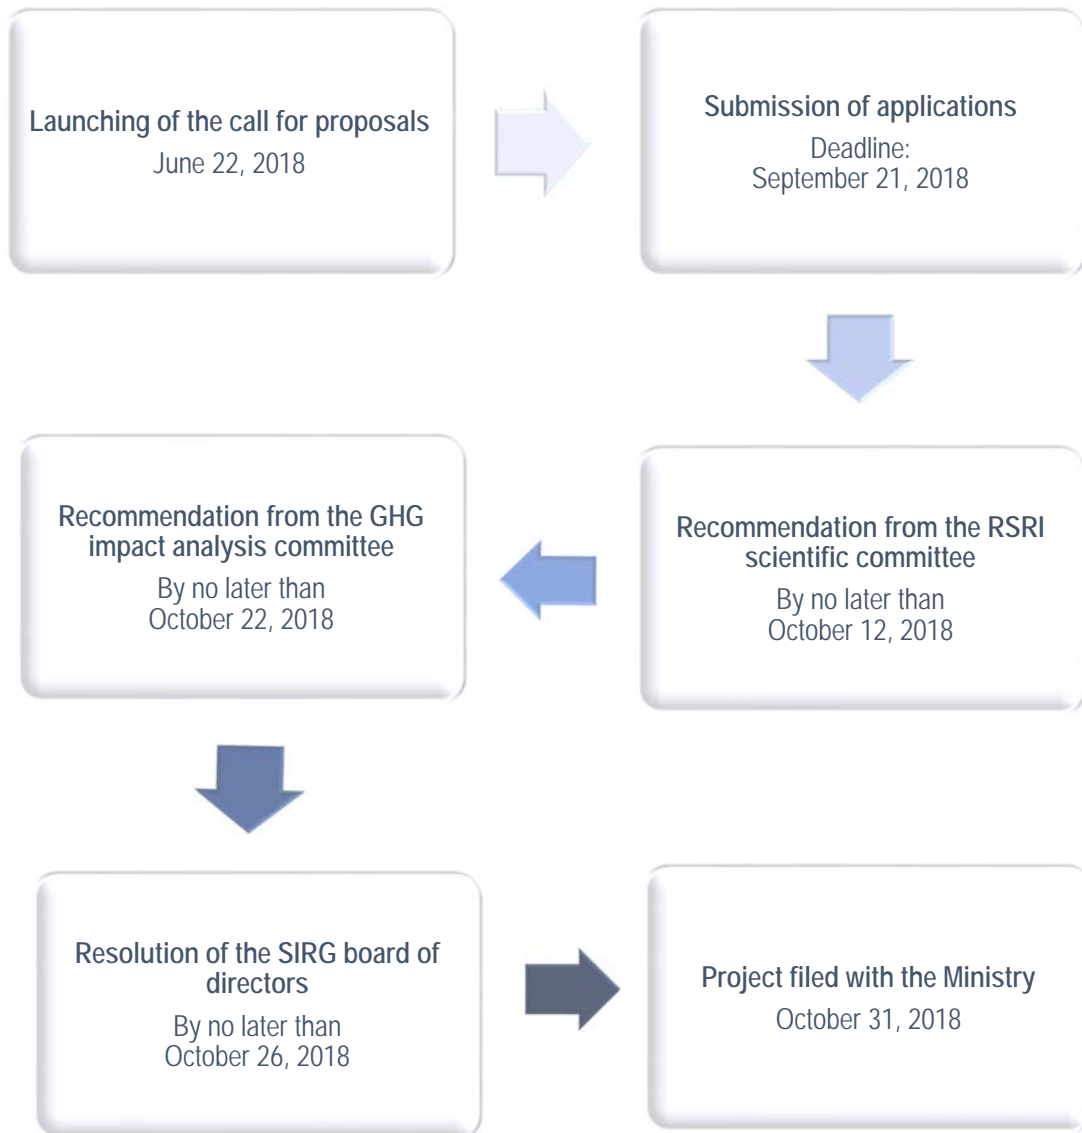 Launching of the call for proposals
June 22, 2018
Submission of applications
Deadline:
September 21, 2018
Recommendation from the RSRI
scientific committee
By no later than
October 12, 2018
Recommendation from the GHG
impact analysis committee
By no later than
October 22, 2018
Resolution of the SIRG board of
directors
By no later than
October 26, 2018
Project filed with the Ministry
October 31, 2018